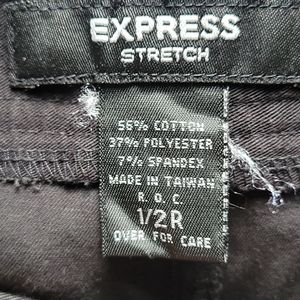 EXPRESS
STRETCH
56% COTTON
37% POLYESTER
7% SPANDEX
MADE IN TAIWAN
R. O. C.
1/2R
OVER FOR CARE